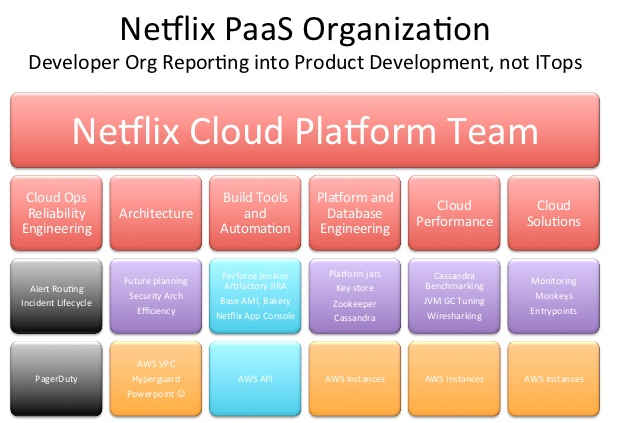 Netflix PaaS Organization
Developer Org Reporting into Product Development, not ITops
Netflix Cloud Platform Team
Cloud Ops
Reliability
Engineering
Architecture
Build Tools
and
Automation
Platform and
Database
Engineering
Cloud
Performance
Cloud
Solutions
Alert Routing
Incident Lifecycle
Future planning
Security Arch
Efficiency
Perforce Jenkins
Artifactory JIRA
Base AMI, Bakery
Netflix App Console
Platform jars
Key store
Zookeeper
Cassandra
Cassandra
Benchmarking
JVM GC Tuning
Wiresharking
Monitoring
Monkeys
Entrypoints
PagerDuty
AWS VPC
Hyperguard
Powerpoint ☺
AWS API
AWS Instances
AWS Instances
AWS Instances